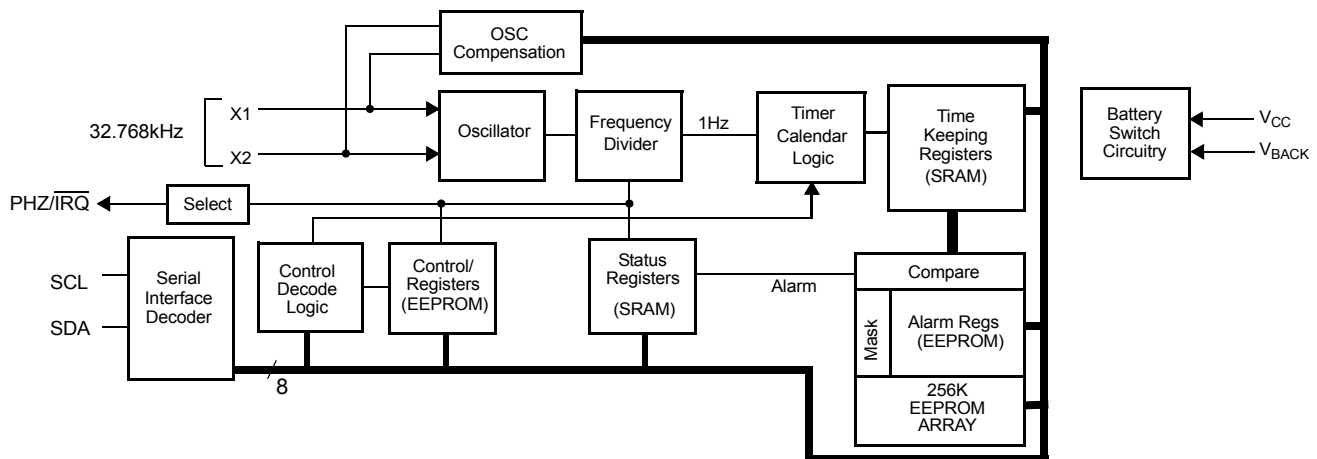 OSC
Compensation
X1
32.768kHz
X2
Oscillator
Frequency
Divider
1Hz
Timer
Calendar
Logic
Time
Keeping
Registers
(SRAM)
Battery
Switch
Circuitry
VCC
VBACK
PHZ/IRQ
Select
SCL
SDA
Serial
Interface
Decoder
Control
Decode
Logic
Control/
Registers
(EEPROM)
Status
Registers
(SRAM)
Alarm
Compare
Mask
Alarm Regs
(EEPROM)
256K
EEPROM
ARRAY
8